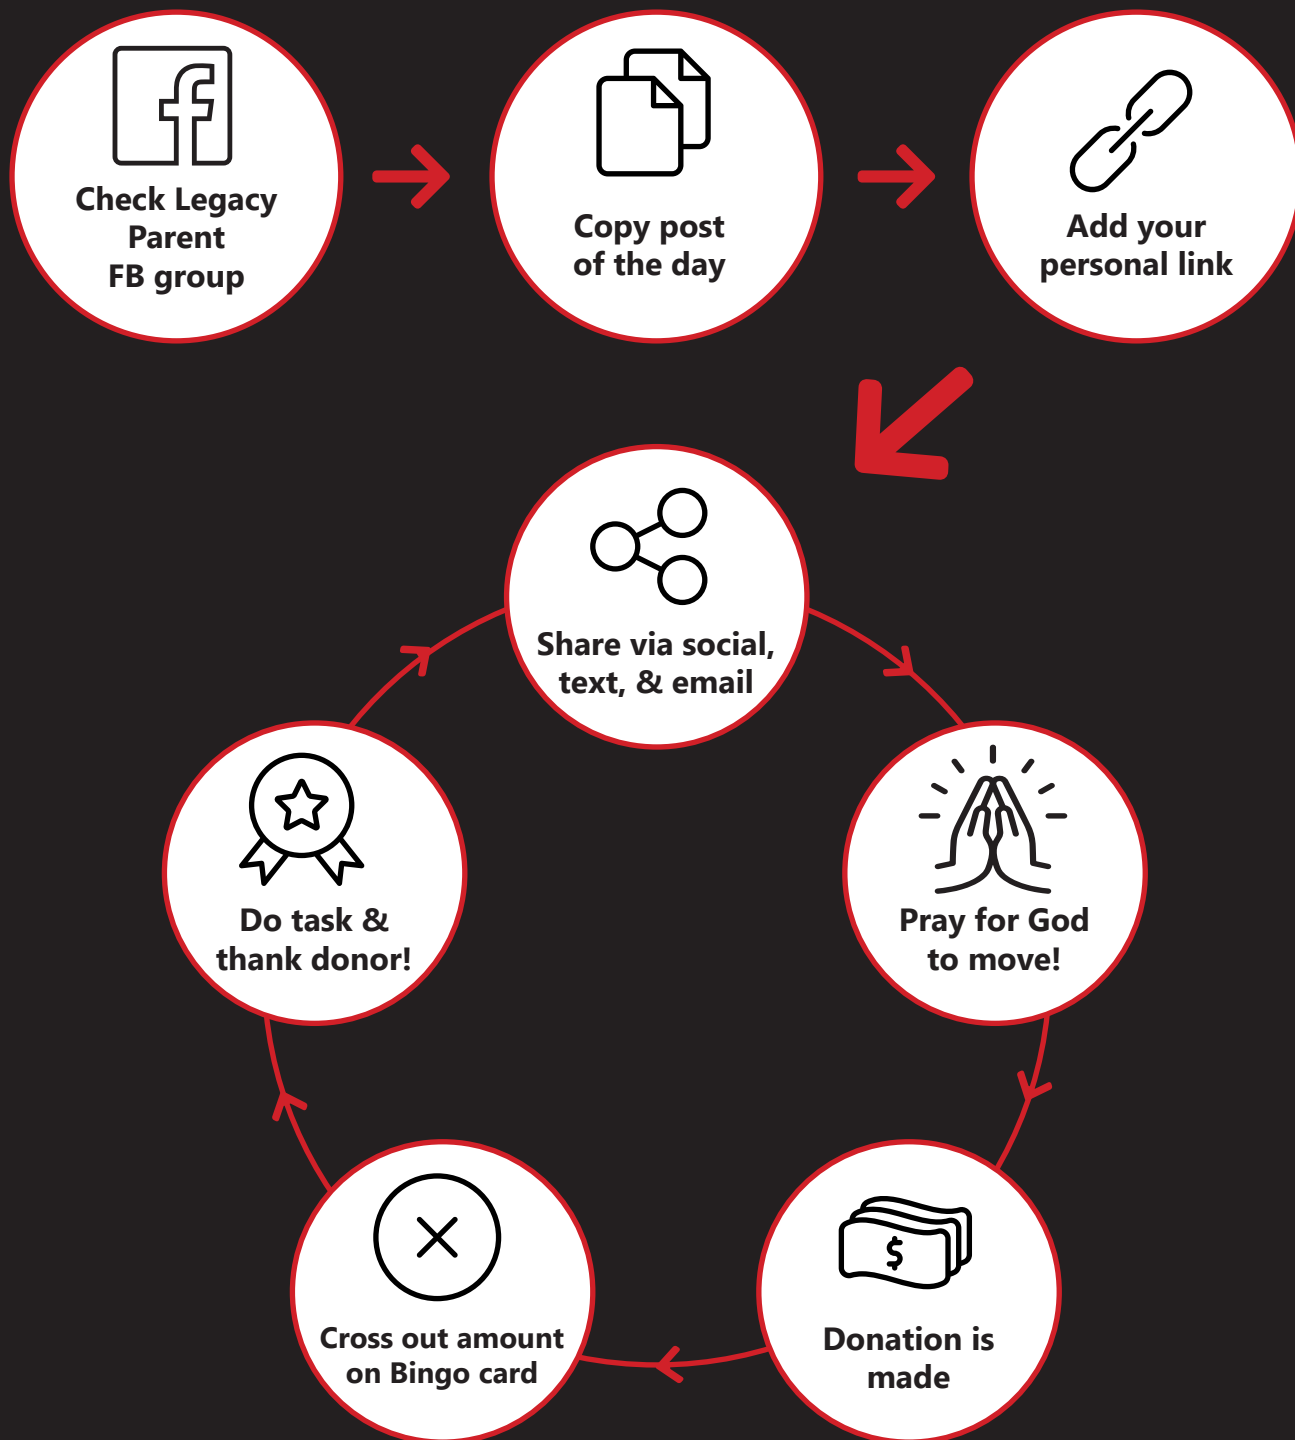 Check Legacy
Parent
FB group
Copy post
of the day
Add your
personal link
Share via social,
text, & email
Pray for God
to move!
Donation is
made
Cross out amount
on Bingo card
Do task &
thank donor!